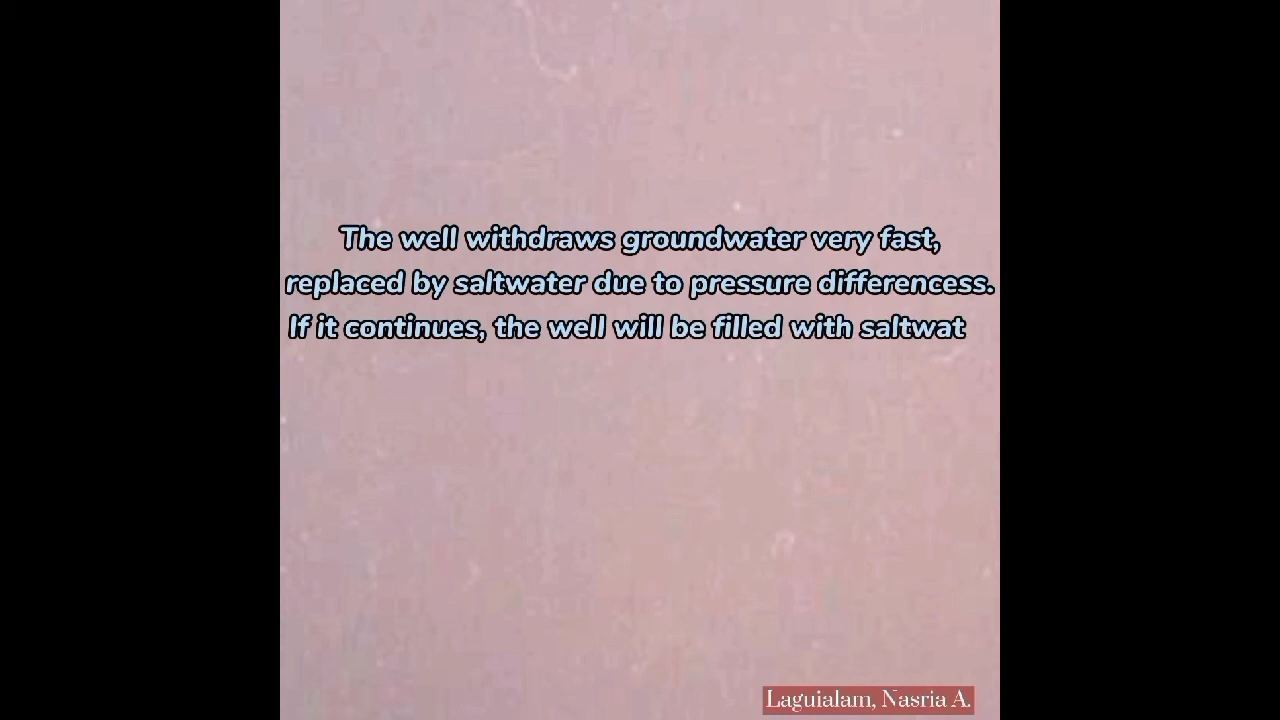 The well withdraws groundwater very fast,
replaced by saltwater due to pressure differencess.
If it continues, the well will be filled with saltwat
Laguialam, Nasria A.